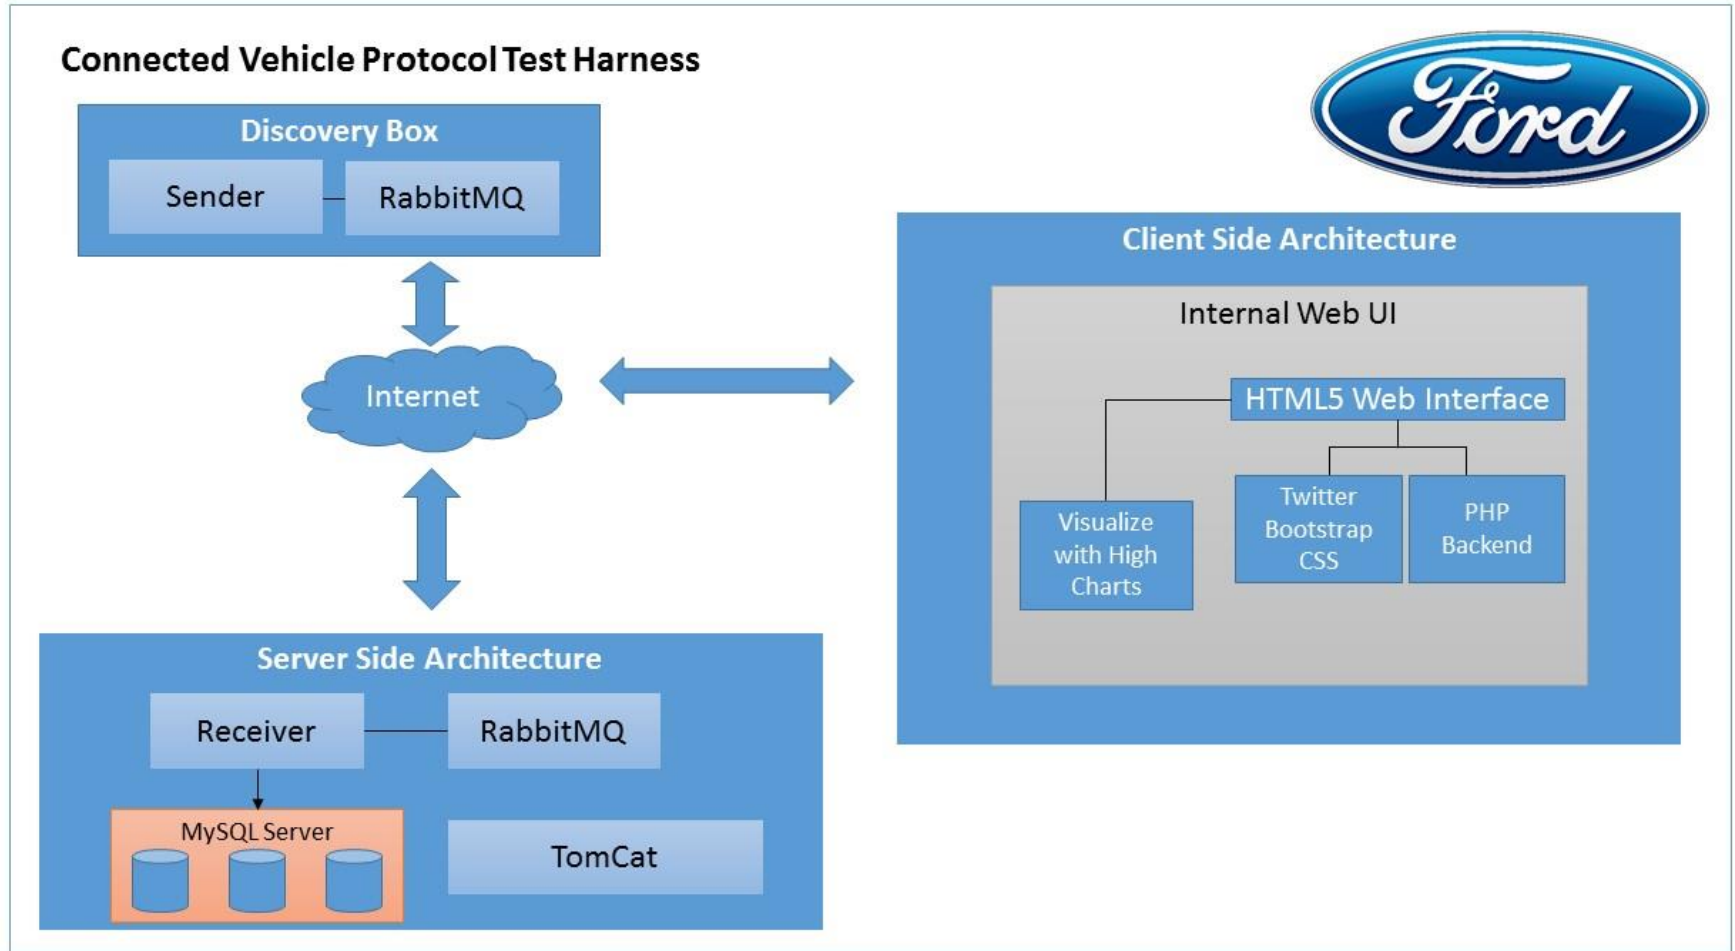 Connected Vehicle Protocol Test Harness
Ford
Discovery Box
Sender
RabbitMQ
Internet
Client Side Architecture
Internal Web UI
HTML5 Web Interface
Visualize
with High
Charts
Twitter
Bootstrap
CSS
PHP
Backend
Server Side Architecture
Receiver
RabbitMQ
MySQL Server
TomCat